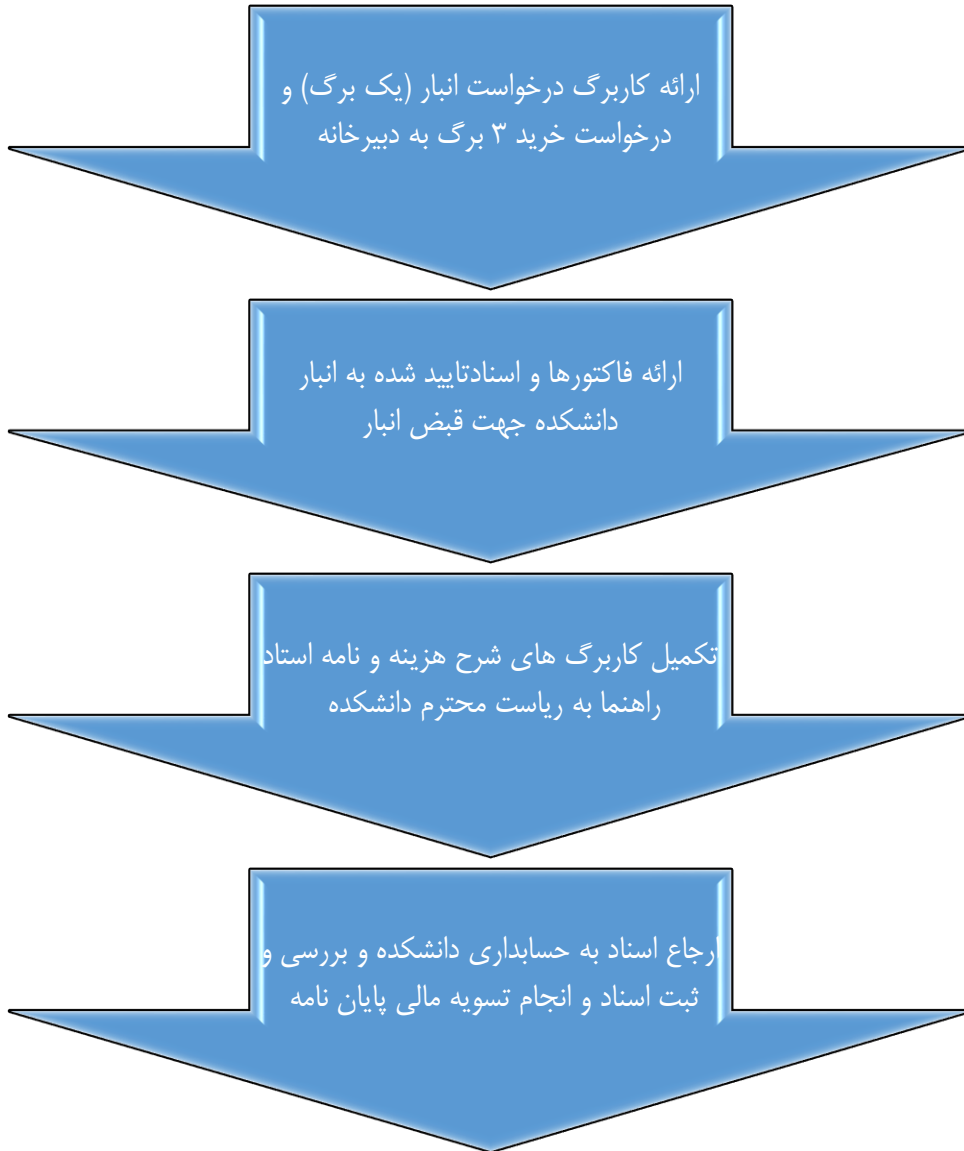 ارائه کاربرگ درخواست انبار (یک برگ) و
درخواست خرید ۳ برگ به دبیرخانه
ارائه فاکتورها و اسنادتایید شده به انبار
دانشکده جهت قبض انبار
تکمیل کاربرگ های شرح هزینه و نامه استاد
راهنما به ریاست محترم دانشکده
ارجاع اسناد به حسابداری دانشکده و بررسی و
ثبت اسناد و انجام تسویه مالی پایان نامه